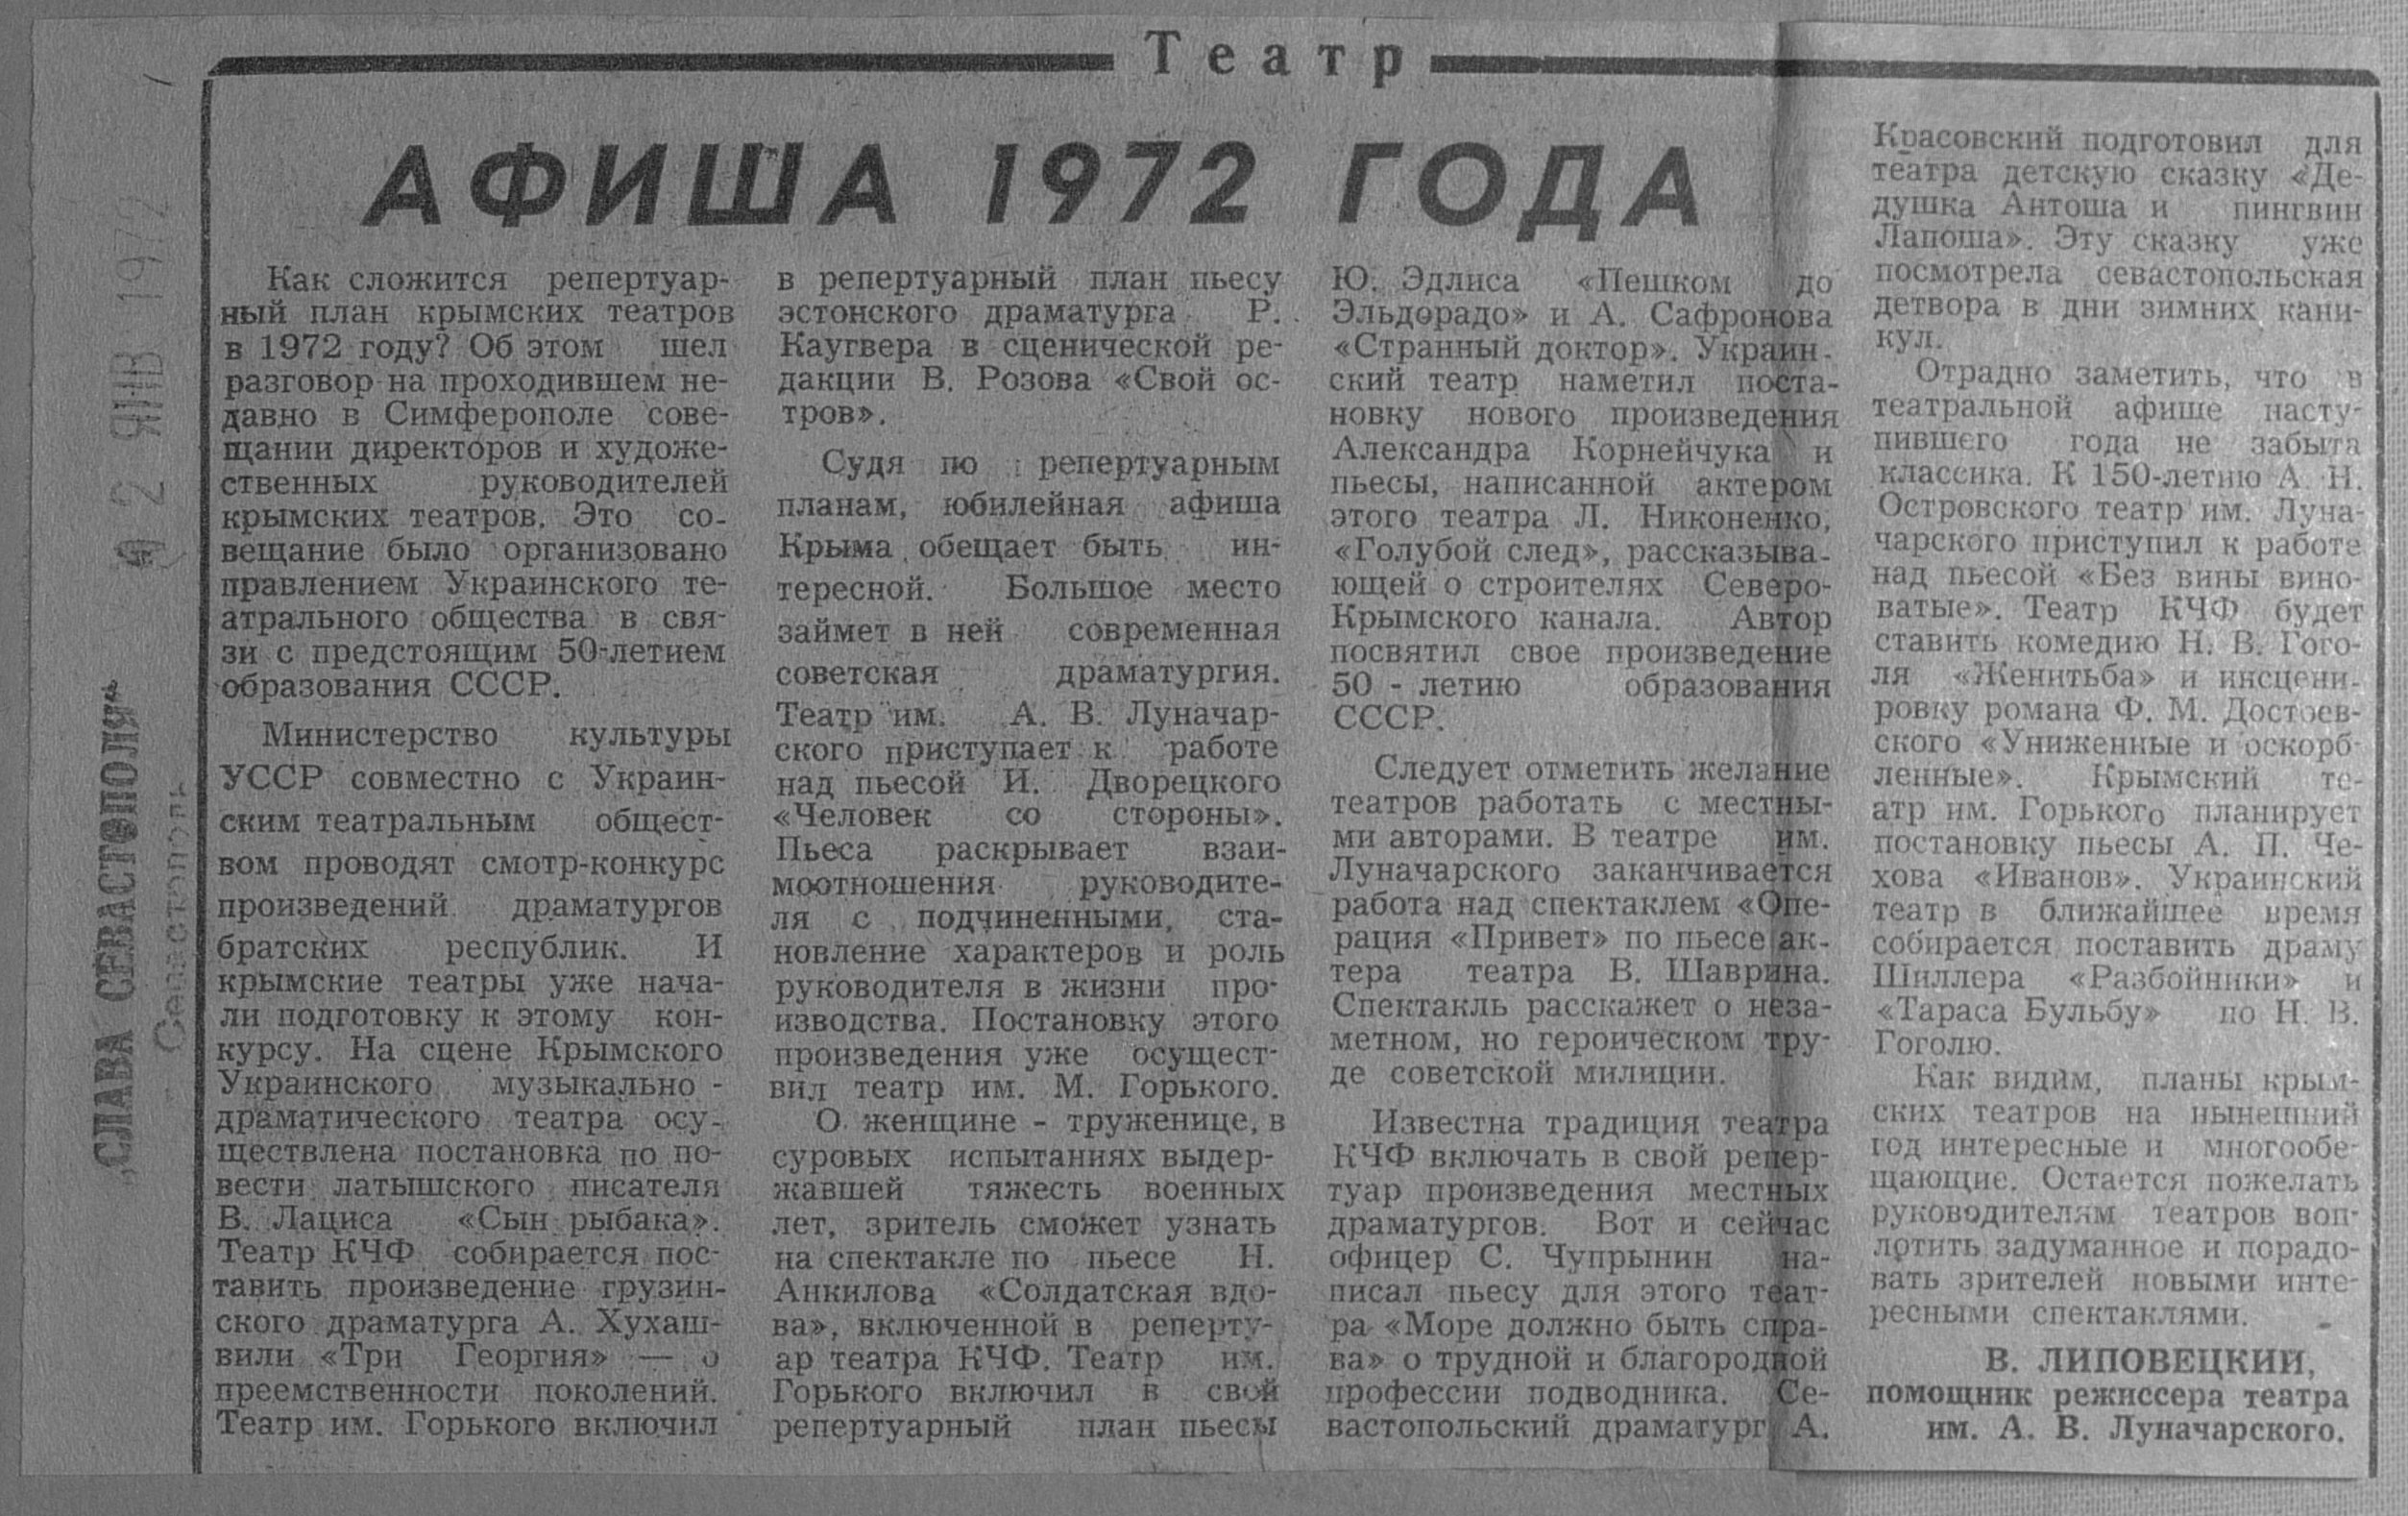 Театр
АФИША 1972 ГОДА
Как сложится репертуар-
ный план крымских театров
в 1972 году? Об этом шел
разговор на проходившем не-
давно в Симферополе сове-
щании директоров и художе-
ственных руководителей
крымских театров. Это со-
вещание было организовано
правлением Украинского те-
атрального общества в свя-
зи с предстоящим 50-летием
образования СССР.
Министерство культуры
УССР совместно с Украин-
ским театральным общест-
вом проводят смотр-конкурс
произведений драматургов
братских республик. И
крымские театры уже нача-
ли подготовку к этому кон-
курсу. На сцене Крымского
Украинского музыкально-
драматического театра осу-
ществлена постановка по по-
вести латышского писателя
В. Лациса «Сын рыбака».
Театр КЧФ собирается пос-
тавить произведение грузин-
ского драматурга А. Хухаш-
вили «Три Георгия» — о
преемственности поколений.
Театр им. Горького включил
в репертуарный план пьесу
эстонского драматурга Р.
Каугвера в сценической ре-
дакции В. Розова «Свой ос-
тров».
Судя по репертуарным
планам, юбилейная афиша
Крыма обещает быть ин-
тересной. Большое место
займет в ней современная
советская драматургия.
Театр им. А. В. Луначар-
ского приступает к работе
над пьесой И. Дворецкого
«Человек со стороны».
Пьеса раскрывает взаи-
моотношения руководите-
ля с подчиненными, ста-
новление характеров и роль
руководителя в жизни про-
изводства. Постановку этого
произведения уже осущест-
вил театр им. М. Горького.
О женщине - труженице, в
суровых испытаниях выдер-
жавшей тяжесть военных
лет, зритель сможет узнать
на спектакле по пьесе Н.
Анкилова «Солдатская вдо-
ва», включенной в реперту-
ар театра КЧФ. Театр им.
Горького включил в свой
репертуарный план пьесы
Ю. Эдлиса «Пешком до
Эльдорадо» и А. Сафронова
«Странный доктор». Украин-
ский театр наметил поста-
новку нового произведения
Александра Корнейчука и
пьесы, написанной актером
этого театра Л. Никоненко,
«Голубой след», рассказыва-
ющей о строителях Северо-
Крымского канала. Автор
посвятил свое произведение
50 - летию образования
СССР.
Следует отметить желание
театров работать с местны-
ми авторами. В театре им.
Луначарского заканчивается
работа над спектаклем «Опе-
рация «Привет» по пьесе ак-
тера театра В. Шаврина.
Спектакль расскажет о неза-
метном, но героическом тру-
де советской милиции.
Известна традиция театра
КЧФ включать в свой репер-
туар произведения местных
драматургов. Вот и сейчас
офицер С. Чупрынин на-
писал пьесу для этого теат-
ра «Море должно быть спра-
ва» о трудной и благородной
профессии подводника. Се-
вастопольский драматург А.
Красовский подготовил для
театра детскую сказку «Де-
душка Антоша и пингвин
Лапоша». Эту сказку уже
посмотрела севастопольская
детвора в дни зимних кани-
кул.
Отрадно заметить, что в
театральной афише насту-
пившего года не забыта
классика. К 150-летию А. Н.
Островского театр им. Луна-
чарского приступил к работе
над пьесой «Без вины вино-
ватые». Театр КЧФ будет
ставить комедию Н. В. Гого-
ля «Женитьба» и инсцени-
ровку романа Ф. М. Достоев-
ского «Униженные и оскорб-
ленные». Крымский те-
атр им. Горького планирует
постановку пьесы А. П. Че-
хова «Иванов». Украинский
театр в ближайшее время
собирается поставить драму
Шиллера «Разбойники» и
«Тараса Бульбу» по Н. В.
Гоголю.
Как видим, планы крым-
ских театров на нынешний
год интересные и многообе-
щающие. Остается пожелать
руководителям театров воп-
лотить задуманное и порадо-
вать зрителей новыми инте-
ресными спектаклями.
В. ЛИПОВЕЦКИЙ,
помощник режиссера театра
им. А. В. Луначарского.
„СЛАВА СЕВАСТОПОЛЯ“
Севастополь
2 ЯНВ 1972